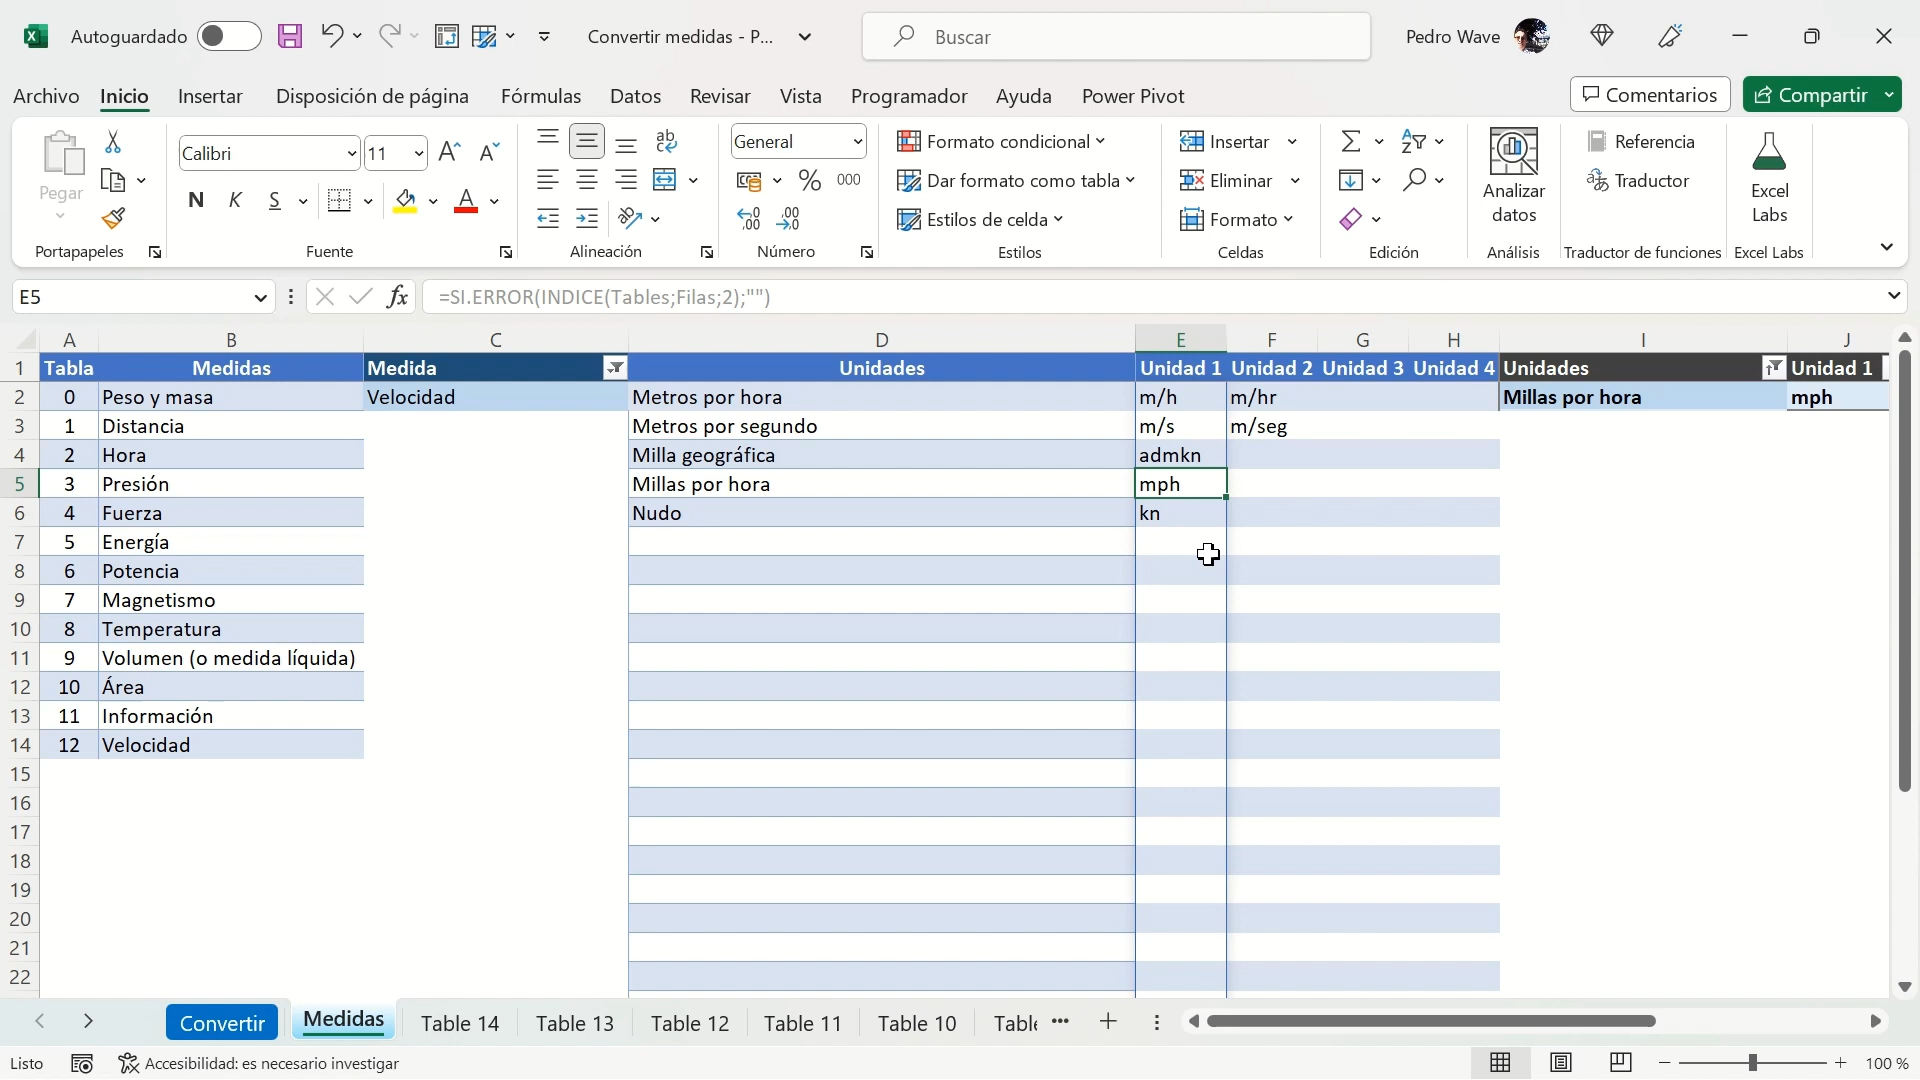 Autoguardado
Convertir medidas - P...
Buscar
Pedro Wave
Archivo Inicio Insertar Disposición de página Fórmulas Datos Revisar Vista Programador Ayuda Power Pivot
Comentarios
Compartir
Pegar
Portapapeles
Calibri 11
N K S
Fuente
Alineación
General
% 000
Número
Formato condicional
Dar formato como tabla
Estilos de celda
Estilos
Insertar
Eliminar
Formato
Celdas
Edición
Analizar
datos
Análisis
Referencia
Traductor
Traductor de funciones
Excel
Labs
Excel Labs
E5
fx
=SI.ERROR(INDICE(Tables;Filas;2);"")
A B C D E F G H I J
1 Tabla Medidas Medida Unidades Unidad 1 Unidad 2 Unidad 3 Unidad 4 Unidades Unidad 1
2 0 Peso y masa Velocidad Metros por hora m/h m/hr Millas por hora mph
3 1 Distancia Metros por segundo m/s m/seg
4 2 Hora Milla geográfica admkn
5 3 Presión Millas por hora mph
6 4 Fuerza Nudo kn
7 5 Energía
8 6 Potencia
9 7 Magnetismo
10 8 Temperatura
11 9 Volumen (o medida líquida)
12 10 Área
13 11 Información
14 12 Velocidad
15
16
17
18
19
20
21
22
Convertir Medidas Table 14 Table 13 Table 12 Table 11 Table 10 Table
Listo
Accesibilidad: es necesario investigar
100 %